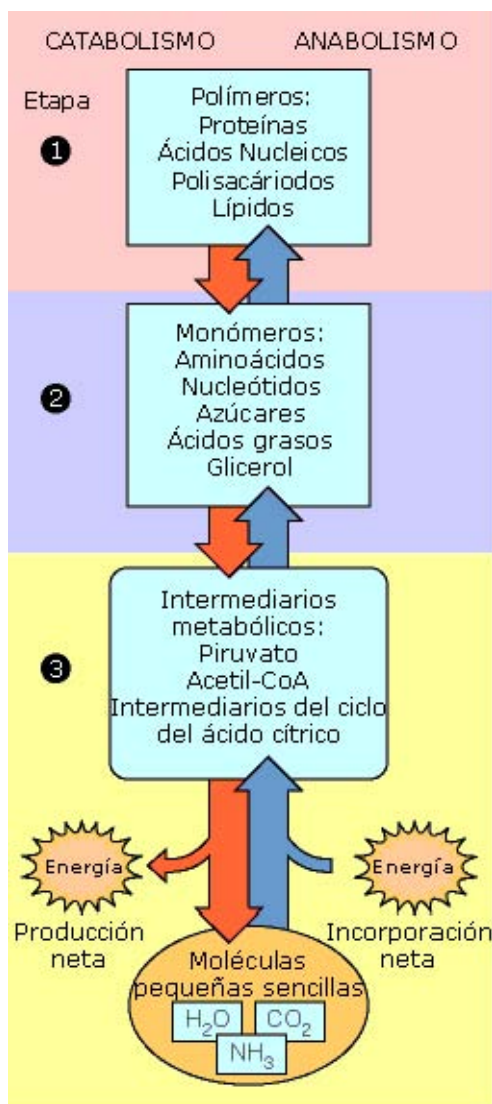 CATABOLISMO ANABOLISMO
Etapa
1
Polímeros:
Proteínas
Ácidos Nucleicos
Polisacáriodos
Lípidos
2
Monómeros:
Aminoácidos
Nucleótidos
Azúcares
Ácidos grasos
Glicerol
3
Intermediarios
metabólicos:
Piruvato
Acetil-CoA
Intermediarios del ciclo
del ácido cítrico
Energía
Producción
neta
Energía
Incorporación
neta
Moléculas
pequeñas sencillas
H₂O CO₂
NH₃